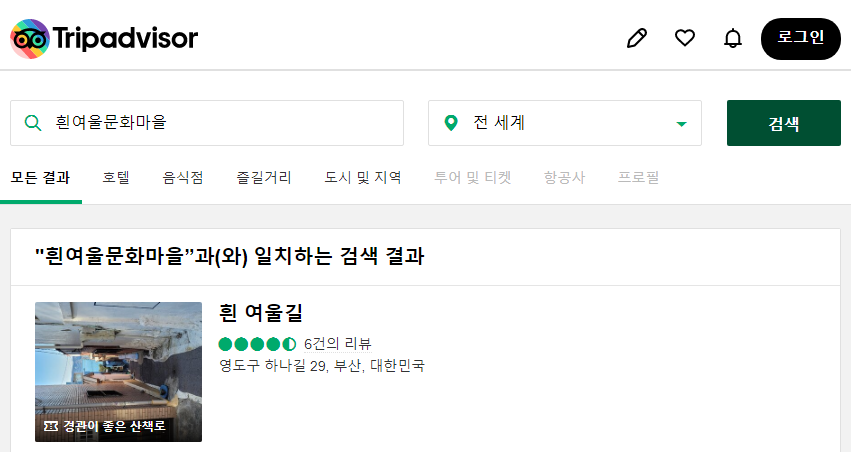 Tripadvisor
로그인
흰여울문화마을
전 세계
검색
모든 결과 호텔 음식점 즐길거리 도시 및 지역 투어 및 티켓 항공사 프로필
"흰여울문화마을”과(와) 일치하는 검색 결과
흰 여울길
6건의 리뷰
영도구 하나길 29, 부산, 대한민국
경관이 좋은 산책로